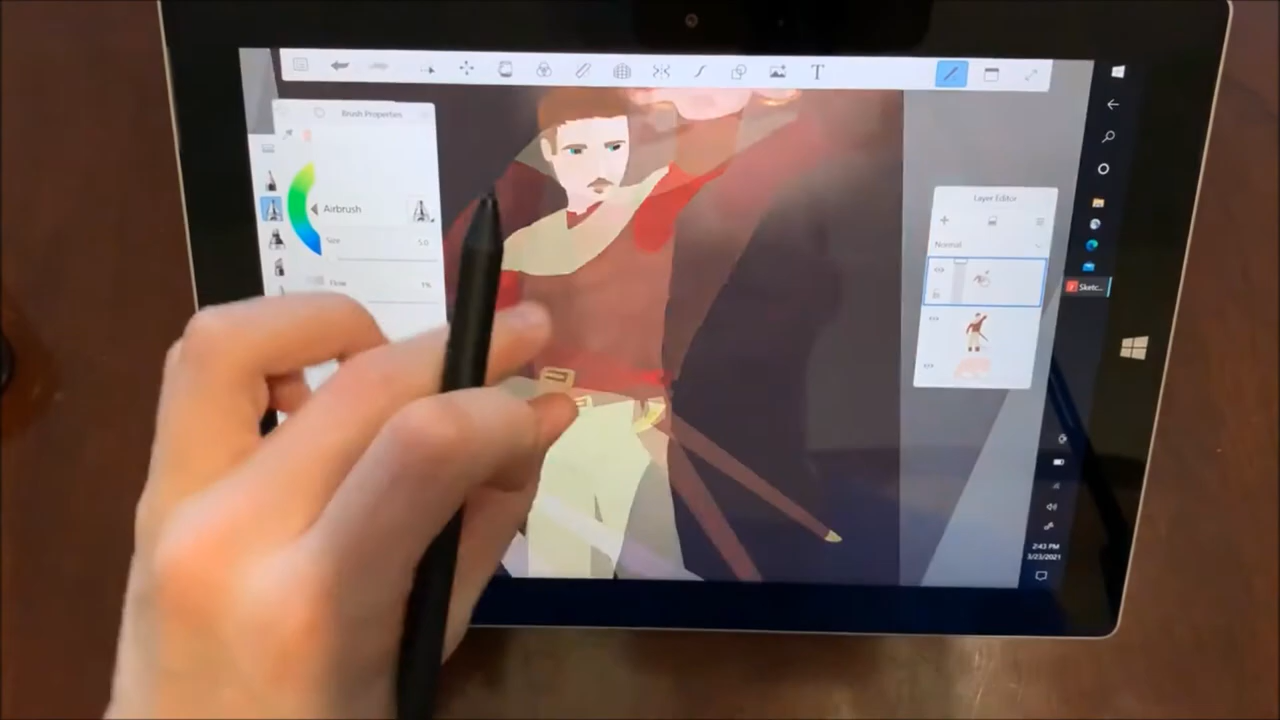 T
Brush Properties
Airbrush
Size 5.0
Flow 1%
Layer Editor
Normal
Sketc...
2:43 PM
3/23/2021